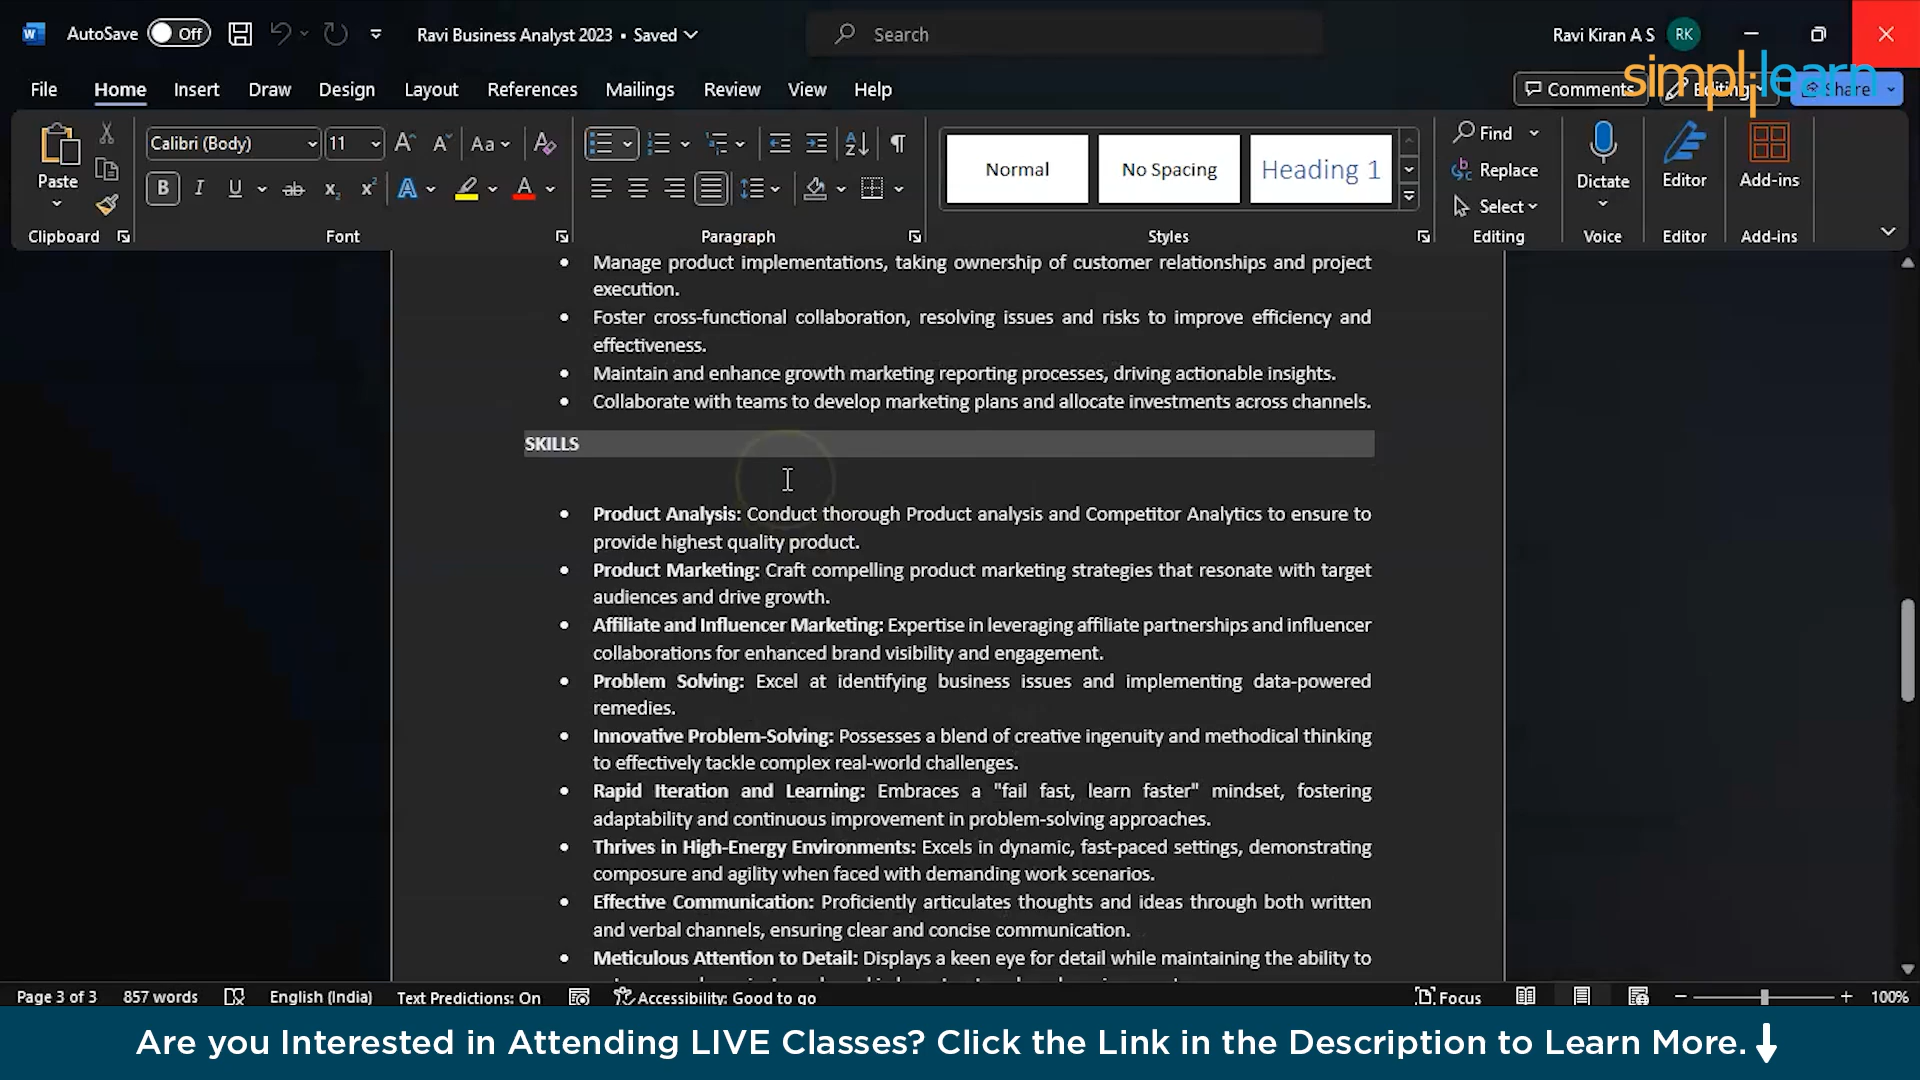 AutoSave Off Ravi Business Analyst 2023 • Saved Search Ravi Kiran A S RK
simplilearn
File Home Insert Draw Design Layout References Mailings Review View Help Comments Editing Share
Calibri (Body) 11 Aa Normal No Spacing Heading 1 Find
Paste B I U ab x₂ x² A A Replace Dictate Editor Add-ins
Select
Clipboard Font Paragraph Styles Editing Voice Editor Add-ins
• Manage product implementations, taking ownership of customer relationships and project
execution.
• Foster cross-functional collaboration, resolving issues and risks to improve efficiency and
effectiveness.
• Maintain and enhance growth marketing reporting processes, driving actionable insights.
• Collaborate with teams to develop marketing plans and allocate investments across channels.
SKILLS
• Product Analysis: Conduct thorough Product analysis and Competitor Analytics to ensure to
provide highest quality product.
• Product Marketing: Craft compelling product marketing strategies that resonate with target
audiences and drive growth.
• Affiliate and Influencer Marketing: Expertise in leveraging affiliate partnerships and influencer
collaborations for enhanced brand visibility and engagement.
• Problem Solving: Excel at identifying business issues and implementing data-powered
remedies.
• Innovative Problem-Solving: Possesses a blend of creative ingenuity and methodical thinking
to effectively tackle complex real-world challenges.
• Rapid Iteration and Learning: Embraces a "fail fast, learn faster" mindset, fostering
adaptability and continuous improvement in problem-solving approaches.
• Thrives in High-Energy Environments: Excels in dynamic, fast-paced settings, demonstrating
composure and agility when faced with demanding work scenarios.
• Effective Communication: Proficiently articulates thoughts and ideas through both written
and verbal channels, ensuring clear and concise communication.
• Meticulous Attention to Detail: Displays a keen eye for detail while maintaining the ability to
Page 3 of 3 857 words English (India) Text Predictions: On Accessibility: Good to go Focus 100%
Are you Interested in Attending LIVE Classes? Click the Link in the Description to Learn More.